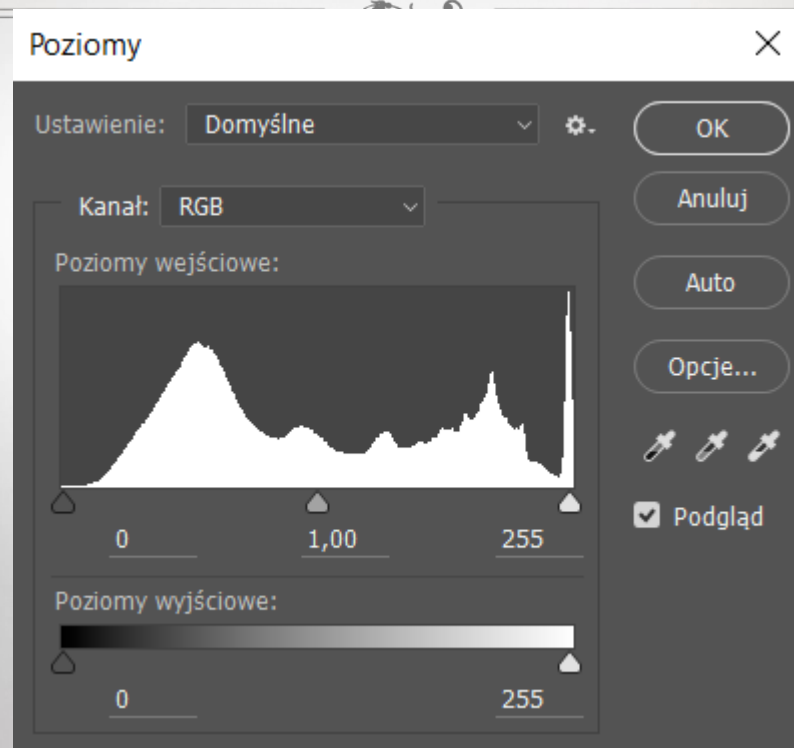 Poziomy
Ustawienie: Domyślne
OK
Kanał: RGB
Anuluj
Poziomy wejściowe:
Auto
Opcje...
Podgląd
0 1,00 255
Poziomy wyjściowe:
0 255